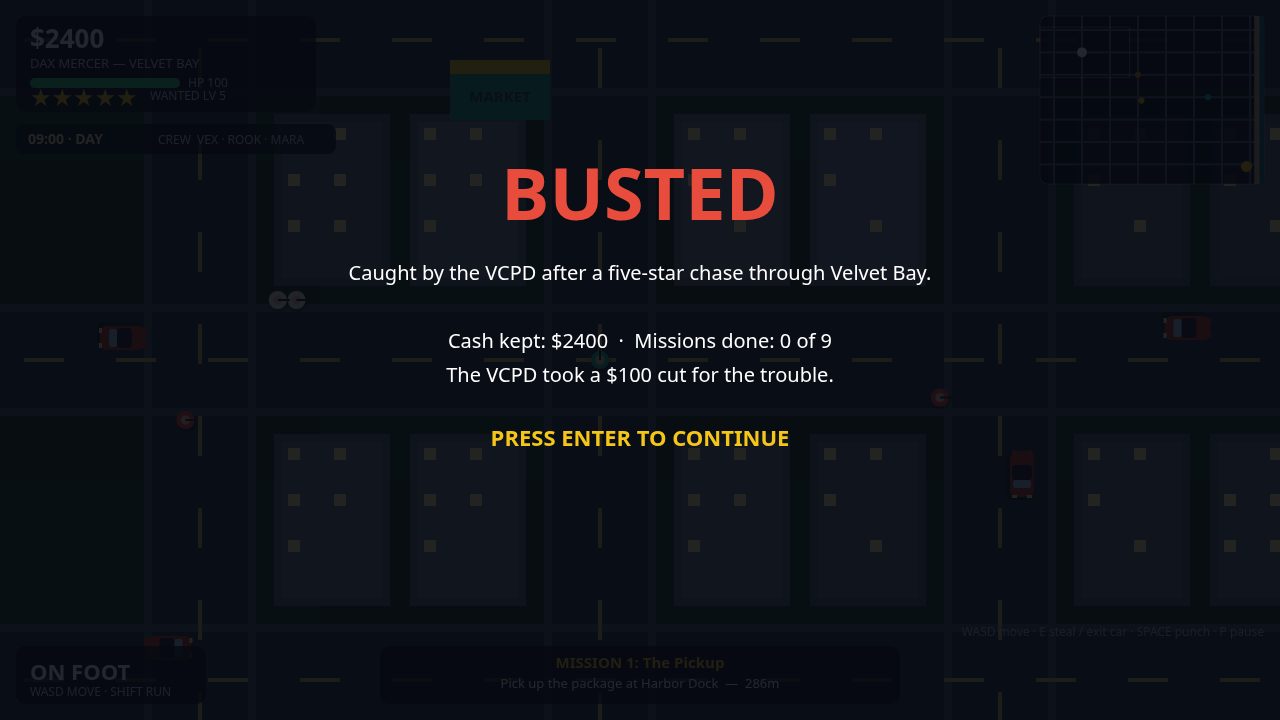 $2400
DAX MERCER — VELVET BAY
HP 100
WANTED LV 5
09:00 · DAY
CREW VEX · ROOK · MARA
MARKET
BUSTED
Caught by the VCPD after a five-star chase through Velvet Bay.
Cash kept: $2400 · Missions done: 0 of 9
The VCPD took a $100 cut for the trouble.
PRESS ENTER TO CONTINUE
WASD move · E steal / exit car · SPACE punch · P pause
ON FOOT
WASD MOVE · SHIFT RUN
MISSION 1: The Pickup
Pick up the package at Harbor Dock — 286m